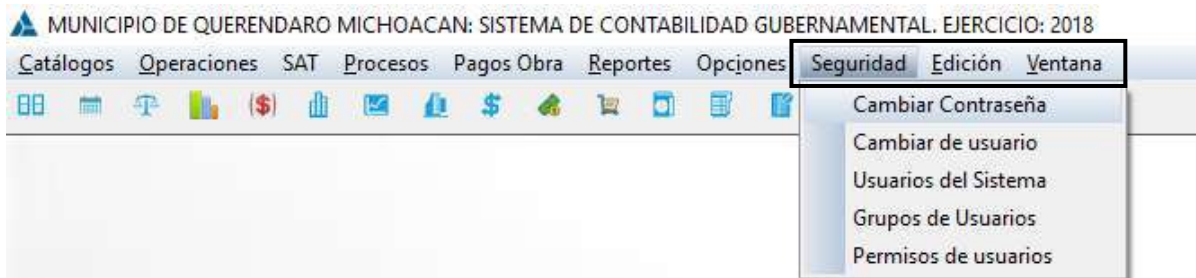 MUNICIPIO DE QUERENDARO MICHOACAN: SISTEMA DE CONTABILIDAD GUBERNAMENTAL. EJERCICIO: 2018
Catálogos Operaciones SAT Procesos Pagos Obra Reportes Opciones Seguridad Edición Ventana
Cambiar Contraseña
Cambiar de usuario
Usuarios del Sistema
Grupos de Usuarios
Permisos de usuarios